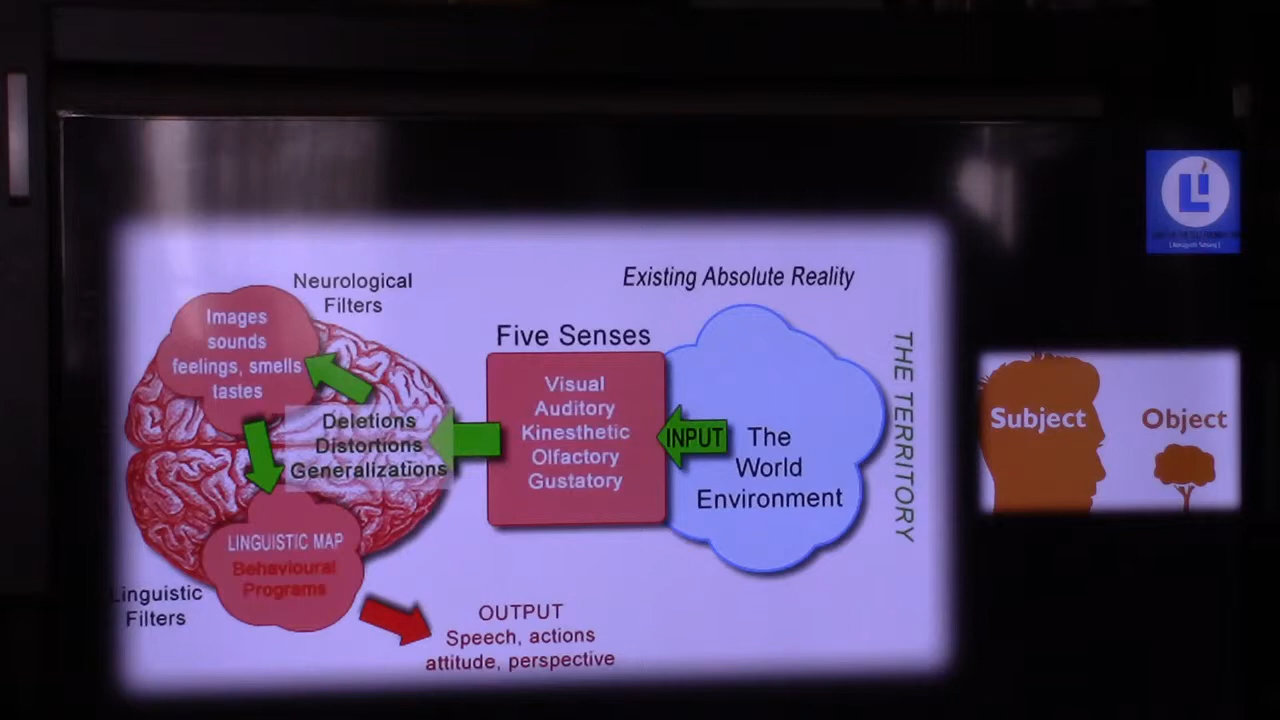 Existing Absolute Reality
Neurological
Filters
Images
sounds
feelings, smells
tastes
Deletions
Distortions
Generalizations
LINGUISTIC MAP
Behavioural
Programs
Linguistic
Filters
OUTPUT
Speech, actions
attitude, perspective
Five Senses
Visual
Auditory
Kinesthetic
Olfactory
Gustatory
INPUT
The
World
Environment
THE TERRITORY
Subject
Object